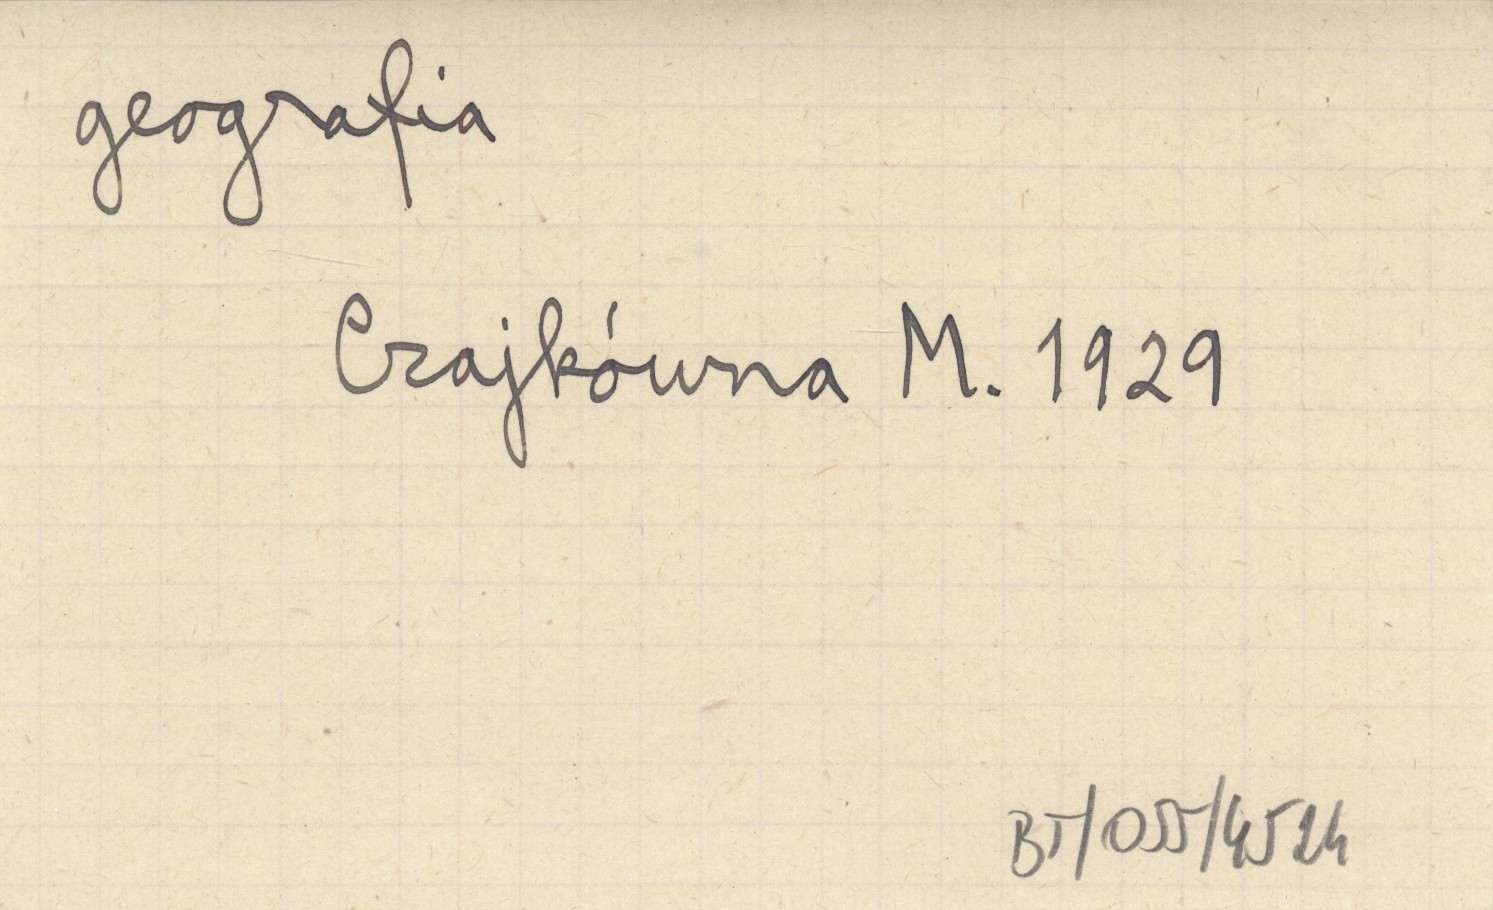 geografia
Czajkówna M. 1929
BT/055/4524